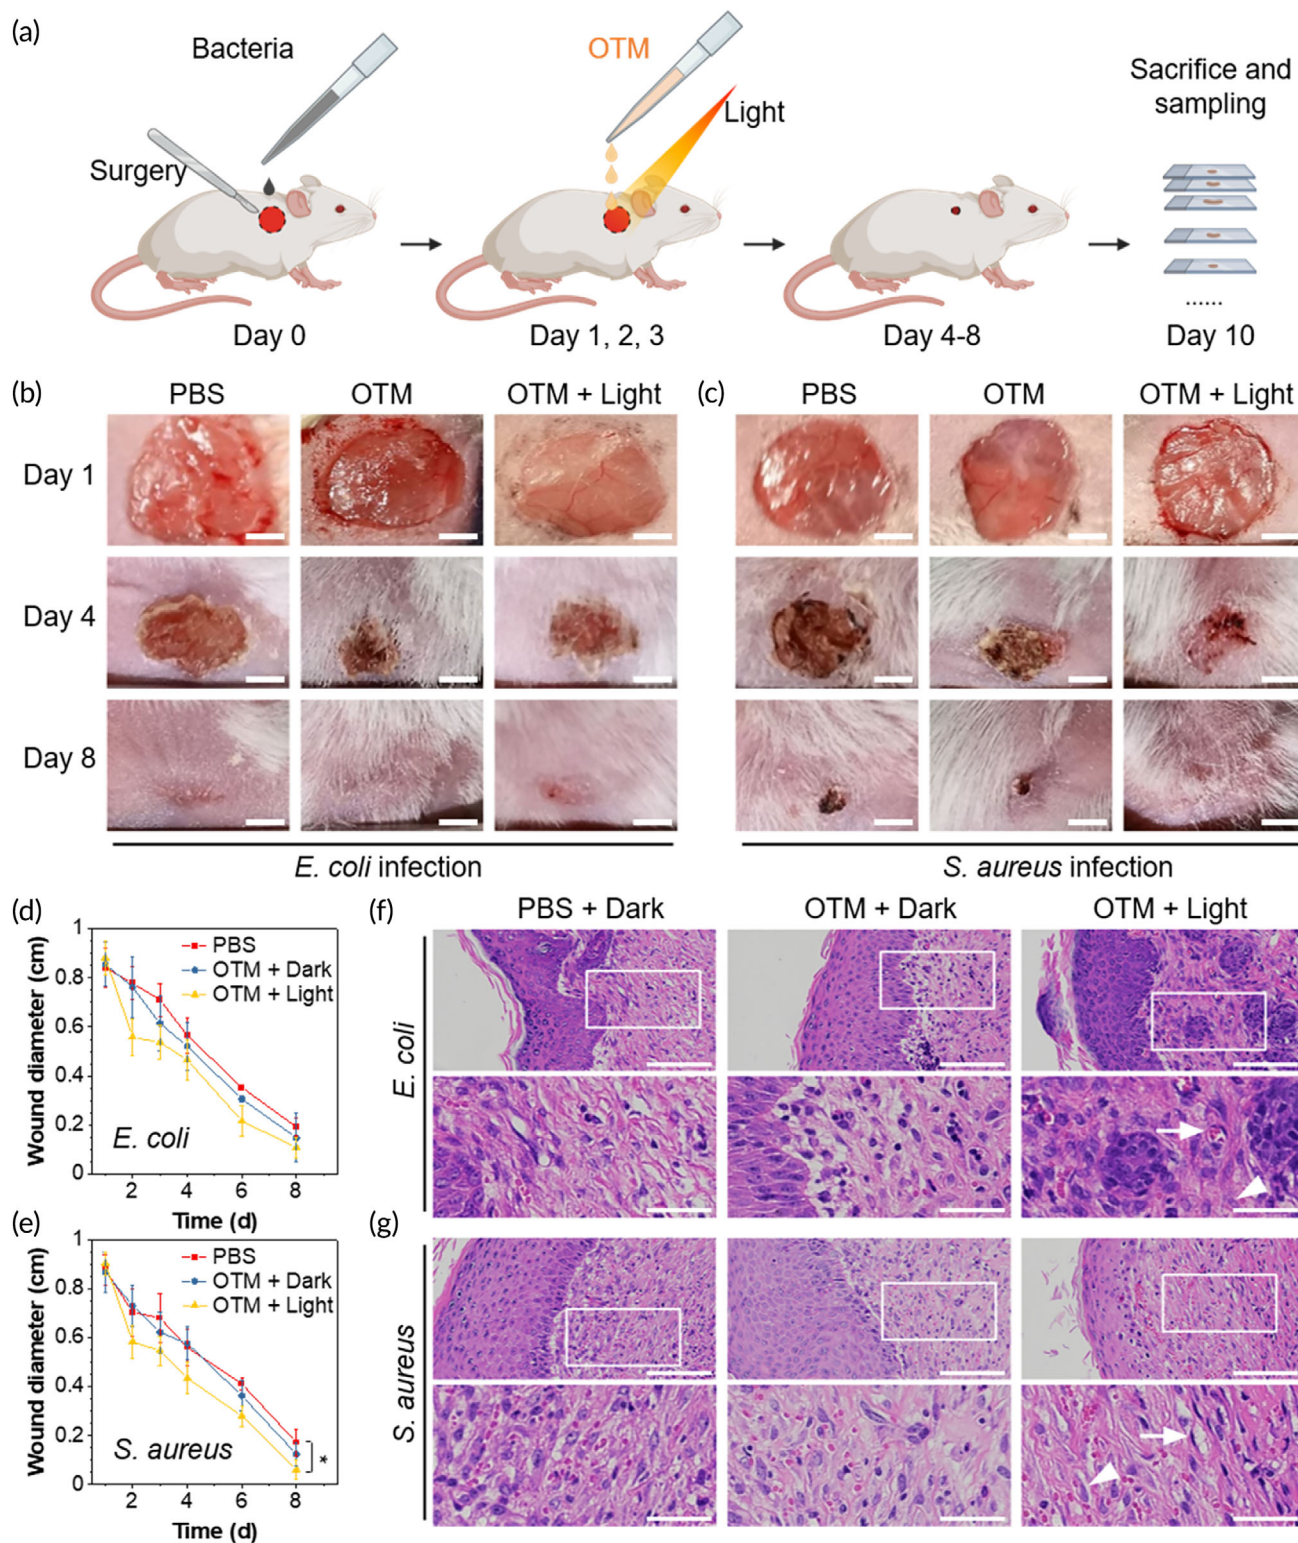 (a)
Bacteria
OTM
Surgery
Light
Sacrifice and
sampling
......
Day 0
Day 1, 2, 3
Day 4-8
Day 10
(b)
PBS
OTM
OTM + Light
(c)
PBS
OTM
OTM + Light
Day 1
Day 4
Day 8
E. coli infection
S. aureus infection
(d)
Wound diameter (cm)
1
0.8
0.6
0.4
0.2
0
PBS
OTM + Dark
OTM + Light
E. coli
2
4
6
8
Time (d)
(e)
Wound diameter (cm)
1
0.8
0.6
0.4
0.2
0
PBS
OTM + Dark
OTM + Light
*
S. aureus
2
4
6
8
Time (d)
(f)
PBS + Dark
OTM + Dark
OTM + Light
E. coli
(g)
S. aureus